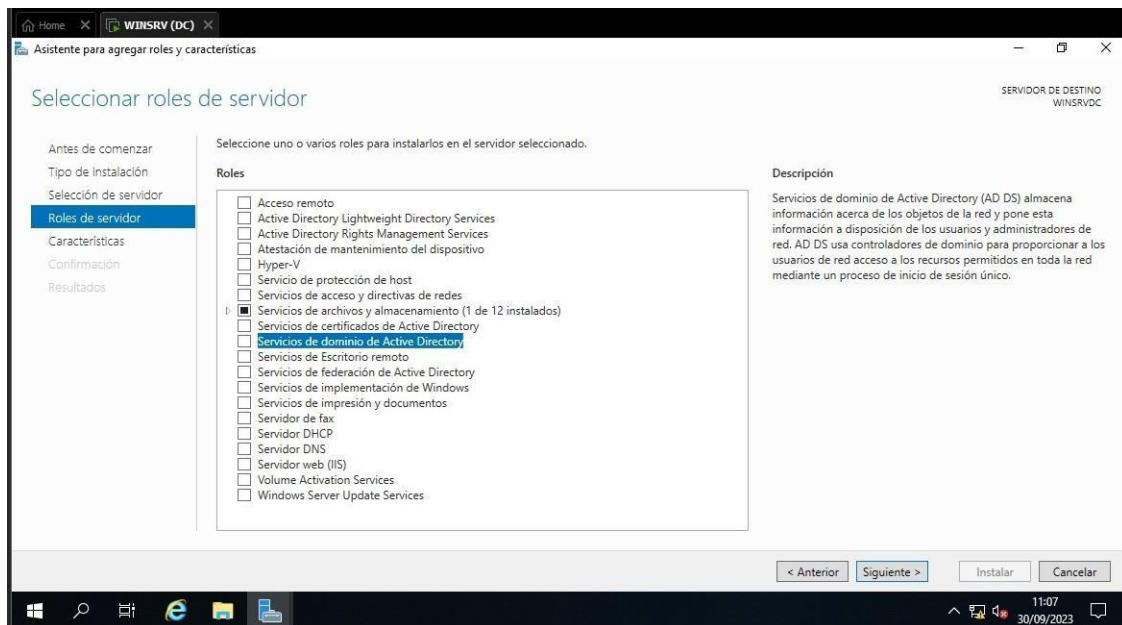 Home
WINSRV (DC)
Asistente para agregar roles y características
Seleccionar roles de servidor
SERVIDOR DE DESTINO
WINSRVDC
Antes de comenzar
Tipo de instalación
Selección de servidor
Roles de servidor
Características
Confirmación
Resultados
Seleccione uno o varios roles para instalarlos en el servidor seleccionado.
Roles
Acceso remoto
Active Directory Lightweight Directory Services
Active Directory Rights Management Services
Atestación de mantenimiento del dispositivo
Hyper-V
Servicio de protección de host
Servicios de acceso y directivas de redes
Servicios de archivos y almacenamiento (1 de 12 instalados)
Servicios de certificados de Active Directory
Servicios de dominio de Active Directory
Servicios de Escritorio remoto
Servicios de federación de Active Directory
Servicios de implementación de Windows
Servicios de impresión y documentos
Servidor de fax
Servidor DHCP
Servidor DNS
Servidor web (IIS)
Volume Activation Services
Windows Server Update Services
Descripción
Servicios de dominio de Active Directory (AD DS) almacena
información acerca de los objetos de la red y pone esta
información a disposición de los usuarios y administradores de
red. AD DS usa controladores de dominio para proporcionar a los
usuarios de red acceso a los recursos permitidos en toda la red
mediante un proceso de inicio de sesión único.
< Anterior
Siguiente >
Instalar
Cancelar
11:07
30/09/2023